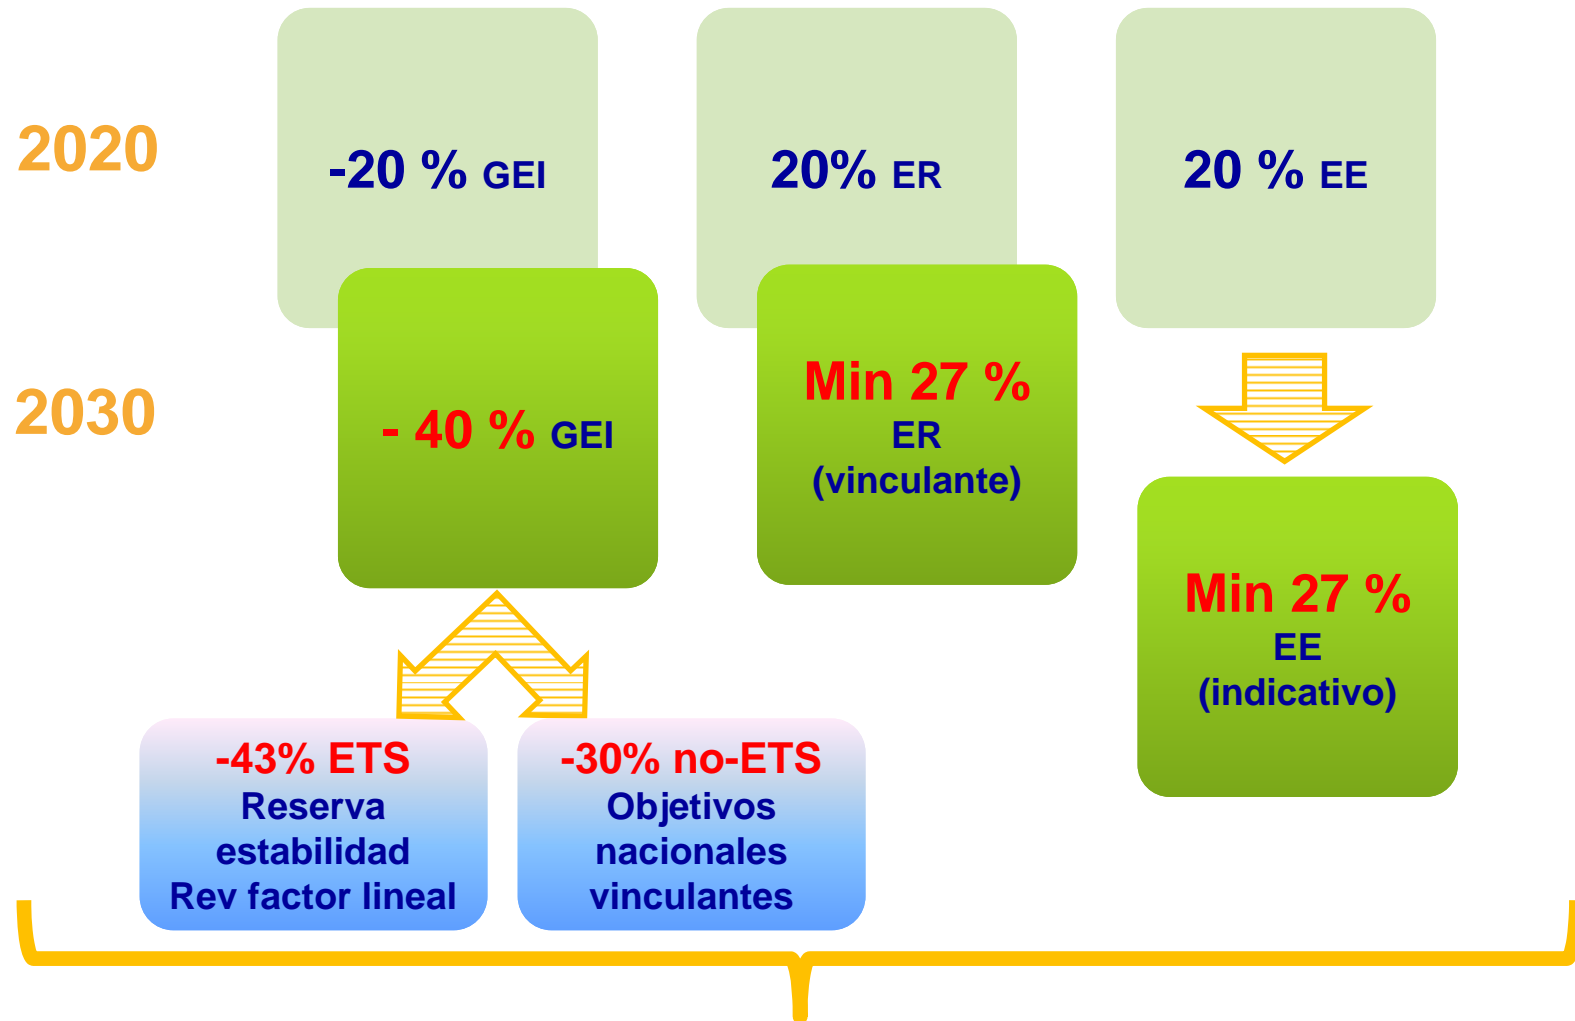 2020
-20 % GEI
20% ER
20 % EE
2030
- 40 % GEI
Min 27 %
ER
(vinculante)
Min 27 %
EE
(indicativo)
-43% ETS
Reserva
estabilidad
Rev factor lineal
-30% no-ETS
Objetivos
nacionales
vinculantes